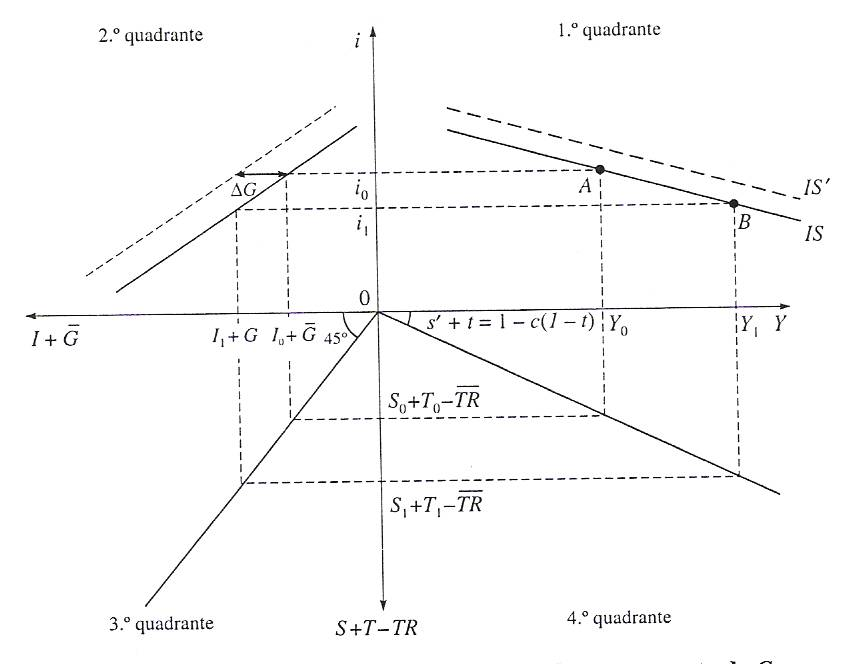 2.º quadrante
1.º quadrante
i
ΔG
i₀
A
IS′
i₁
B
IS
0
I + G̅
I₁ + G
I₀ + G̅
45º
s′ + t = 1 – c(1 – t)
Y₀
Y₁
Y
S₀+T₀–T̅R̅
S₁+T₁–T̅R̅
3.º quadrante
S+T–TR
4.º quadrante